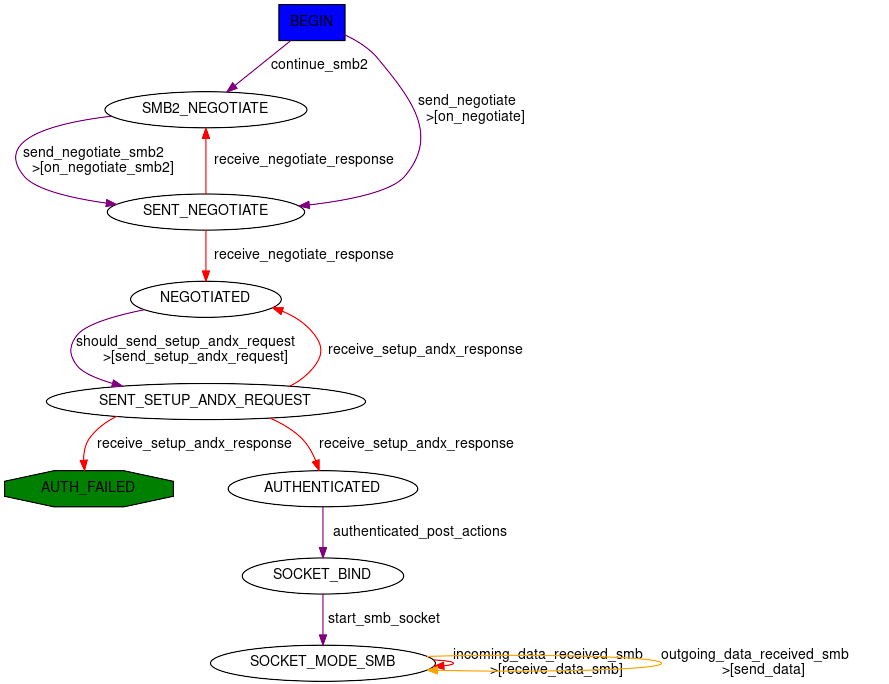 BEGIN
continue_smb2
send_negotiate
>[on_negotiate]
SMB2_NEGOTIATE
send_negotiate_smb2
>[on_negotiate_smb2]
receive_negotiate_response
SENT_NEGOTIATE
receive_negotiate_response
NEGOTIATED
should_send_setup_andx_request
>[send_setup_andx_request]
receive_setup_andx_response
SENT_SETUP_ANDX_REQUEST
receive_setup_andx_response
receive_setup_andx_response
AUTH_FAILED
AUTHENTICATED
authenticated_post_actions
SOCKET_BIND
start_smb_socket
SOCKET_MODE_SMB
incoming_data_received_smb
>[receive_data_smb]
outgoing_data_received_smb
>[send_data]